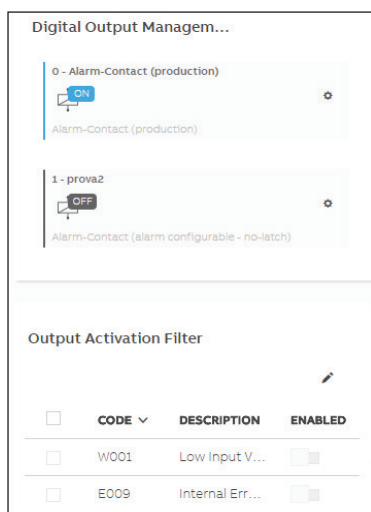 Digital Output Managem...
0 - Alarm-Contact (production)
ON
Alarm-Contact (production)
1 - prova2
OFF
Alarm-Contact (alarm configurable - no-latch)
Output Activation Filter
CODE DESCRIPTION ENABLED
W001 Low Input V...
E009 Internal Err...